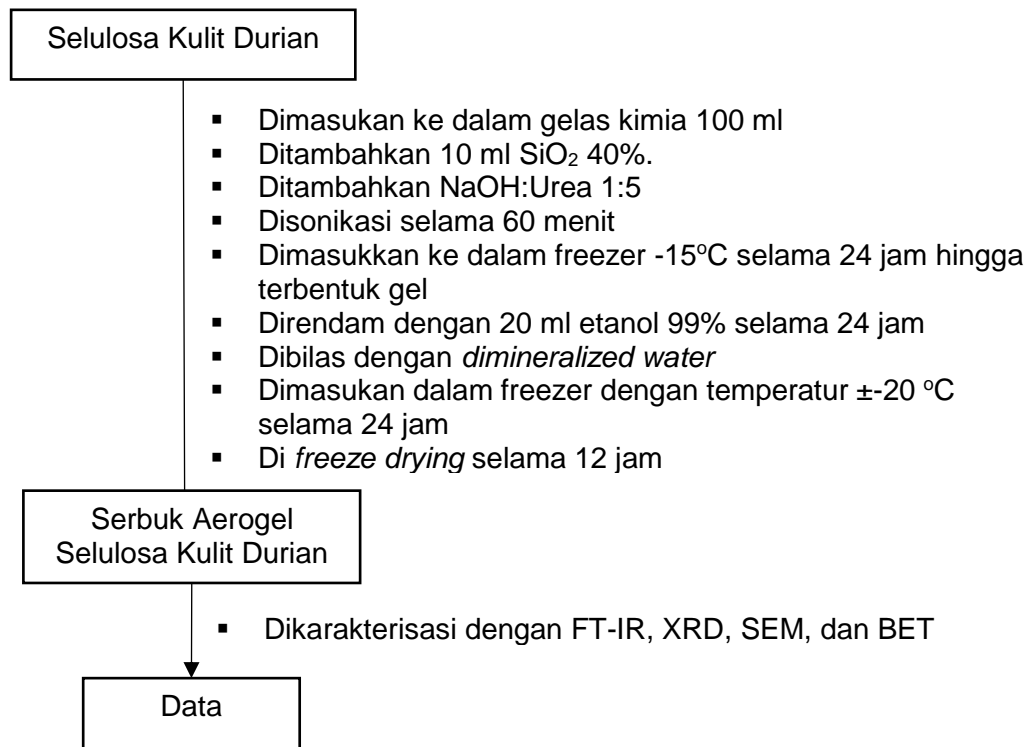 Selulosa Kulit Durian
▪ Dimasukan ke dalam gelas kimia 100 ml
▪ Ditambahkan 10 ml SiO₂ 40%.
▪ Ditambahkan NaOH:Urea 1:5
▪ Disonikasi selama 60 menit
▪ Dimasukkan ke dalam freezer -15⁰C selama 24 jam hingga
terbentuk gel
▪ Direndam dengan 20 ml etanol 99% selama 24 jam
▪ Dibilas dengan dimineralized water
▪ Dimasukan dalam freezer dengan temperatur ±-20 ⁰C
selama 24 jam
▪ Di freeze drying selama 12 jam
Serbuk Aerogel
Selulosa Kulit Durian
▪ Dikarakterisasi dengan FT-IR, XRD, SEM, dan BET
Data